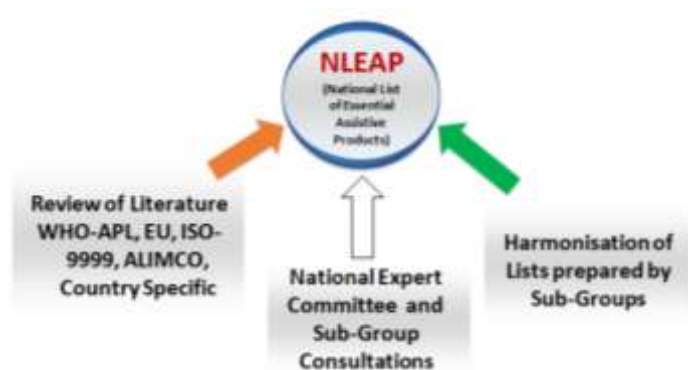 NLEAP
(National List
of Essential
Assistive
Products)
Review of Literature
WHO-APL, EU, ISO-
9999, ALIMCO,
Country Specific
National Expert
Committee and
Sub-Group
Consultations
Harmonisation of
Lists prepared by
Sub-Groups